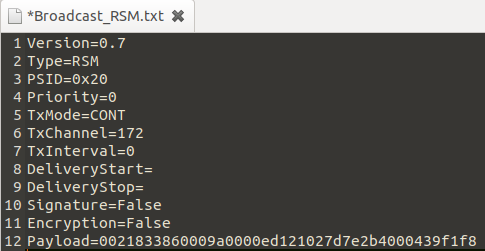 *Broadcast_RSM.txt
1 Version=0.7
2 Type=RSM
3 PSID=0x20
4 Priority=0
5 TxMode=CONT
6 TxChannel=172
7 TxInterval=0
8 DeliveryStart=
9 DeliveryStop=
10 Signature=False
11 Encryption=False
12 Payload=0021833860009a0000ed121027d7e2b4000439f1f8